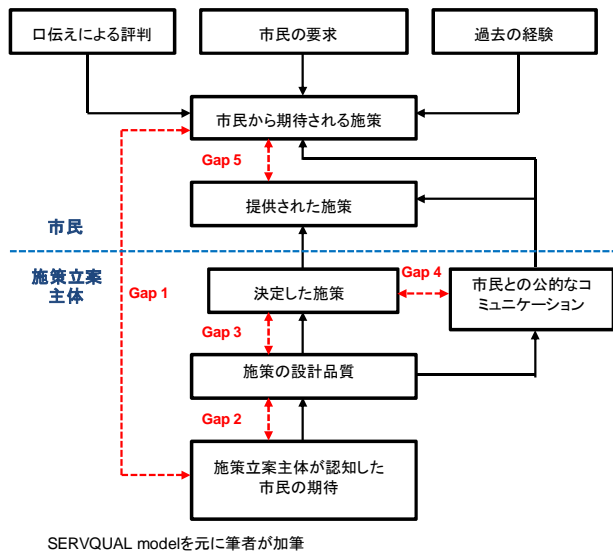 口伝えによる評判
市民の要求
過去の経験
市民から期待される施策
Gap 5
提供された施策
市民
施策立案
主体
Gap 1
Gap 4
決定した施策
市民との公的なコ
ミュニケーション
Gap 3
施策の設計品質
Gap 2
施策立案主体が認知した
市民の期待
SERVQUAL modelを元に筆者が加筆